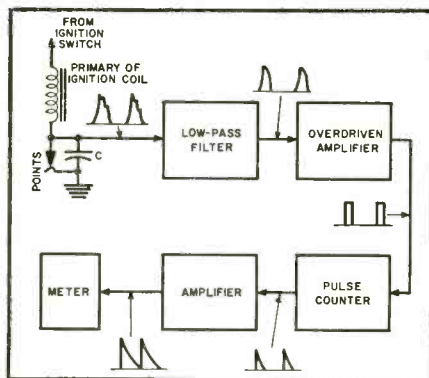 FROM
IGNITION
SWITCH
PRIMARY OF
IGNITION COIL
POINTS
C
LOW-PASS
FILTER
OVERDRIVEN
AMPLIFIER
METER
AMPLIFIER
PULSE
COUNTER